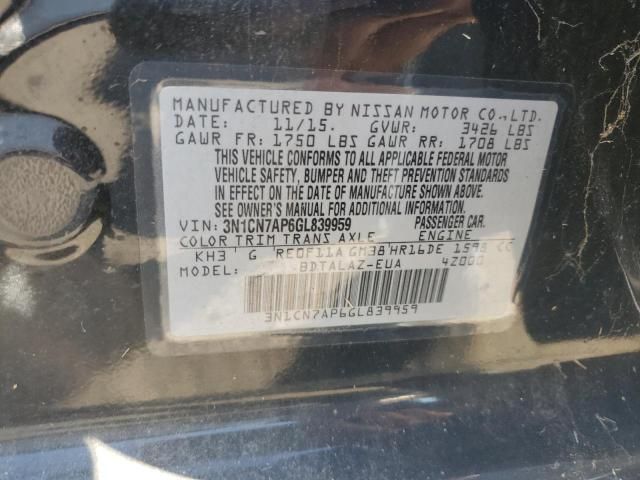 MANUFACTURED BY NISSAN MOTOR CO., LTD.
DATE: 11/15. GVWR: 3426 LBS
GAWR FR: 1750 LBS GAWR RR: 1708 LBS
THIS VEHICLE CONFORMS TO ALL APPLICABLE FEDERAL MOTOR
VEHICLE SAFETY, BUMPER AND THEFT PREVENTION STANDARDS
IN EFFECT ON THE DATE OF MANUFACTURE SHOWN ABOVE.
SEE OWNER'S MANUAL FOR ADDITIONAL INFORMATION.
VIN: 3N1CN7AP6GL839959 PASSENGER CAR.
COLOR TRIM TRANS AXLE ENGINE
KH3 G RE0F11A GM38 HR16DE 1598 CC
MODEL: BDTALAZ-EUA 4Z000
3N1CN7AP6GL839959